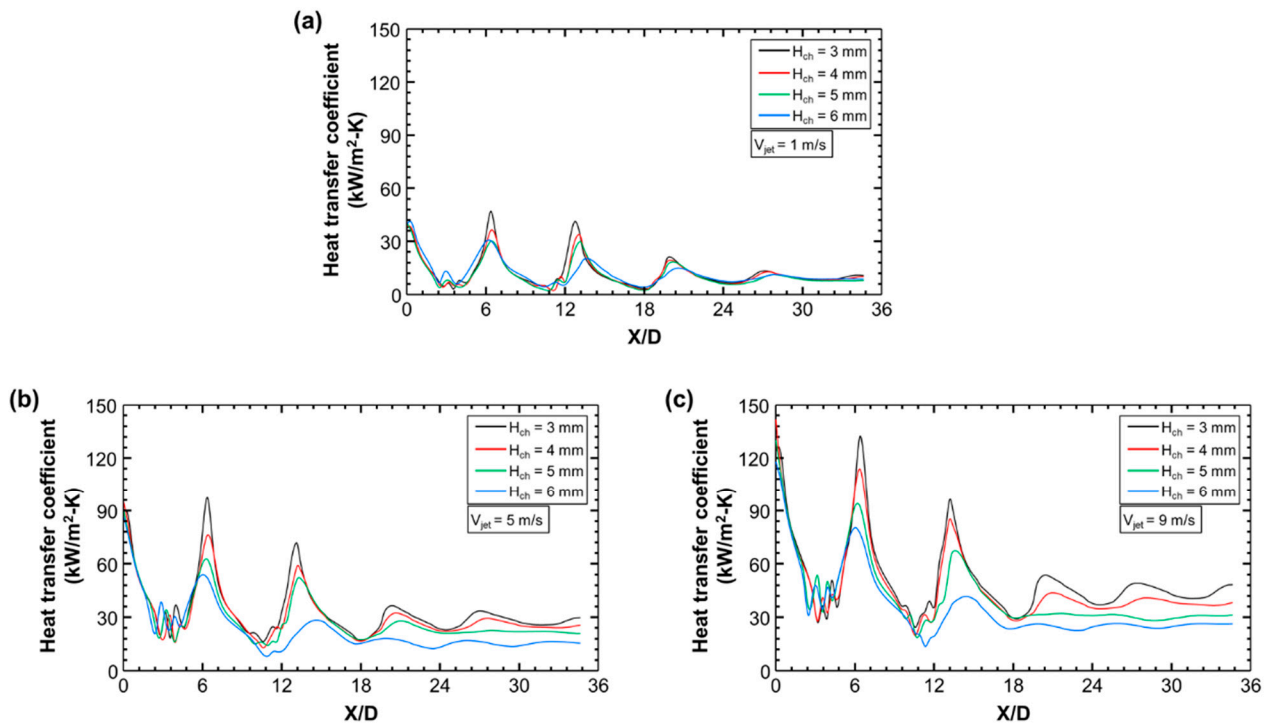 (a)
150
120
90
60
30
0
Heat transfer coefficient
(kW/m²-K)
H_ch = 3 mm
H_ch = 4 mm
H_ch = 5 mm
H_ch = 6 mm
V_jet = 1 m/s
0 6 12 18 24 30 36
X/D
(b)
150
120
90
60
30
0
Heat transfer coefficient
(kW/m²-K)
H_ch = 3 mm
H_ch = 4 mm
H_ch = 5 mm
H_ch = 6 mm
V_jet = 5 m/s
0 6 12 18 24 30 36
X/D
(c)
150
120
90
60
30
0
Heat transfer coefficient
(kW/m²-K)
H_ch = 3 mm
H_ch = 4 mm
H_ch = 5 mm
H_ch = 6 mm
V_jet = 9 m/s
0 6 12 18 24 30 36
X/D